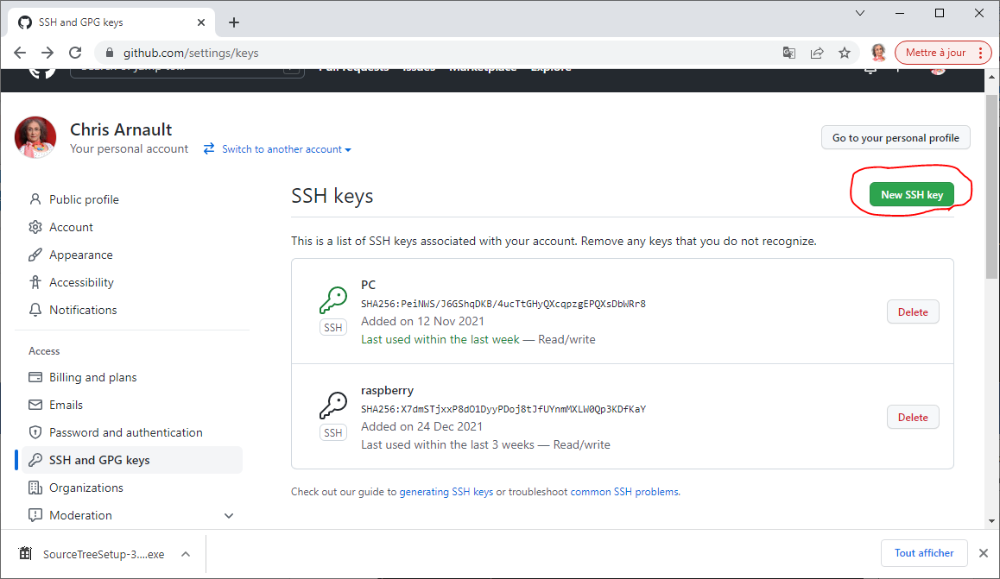 SSH and GPG keys
github.com/settings/keys
Mettre à jour
Pull requests Issues Marketplace Explore
Chris Arnault
Your personal account
Switch to another account
Go to your personal profile
Public profile
Account
Appearance
Accessibility
Notifications
Access
Billing and plans
Emails
Password and authentication
SSH and GPG keys
Organizations
Moderation
SSH keys
New SSH key
This is a list of SSH keys associated with your account. Remove any keys that you do not recognize.
PC
SHA256:PeiNWS/J6GShqDKB/4ucTtGHyQXcqpzgEPQXsDbWRr8
SSH
Added on 12 Nov 2021
Last used within the last week — Read/write
Delete
raspberry
SHA256:X7dmSTjxxP8dO1DyyPDoj8tJfUYnmMXLW0Qp3KDfKaY
SSH
Added on 24 Dec 2021
Last used within the last 3 weeks — Read/write
Delete
Check out our guide to generating SSH keys or troubleshoot common SSH problems.
SourceTreeSetup-3....exe
Tout afficher